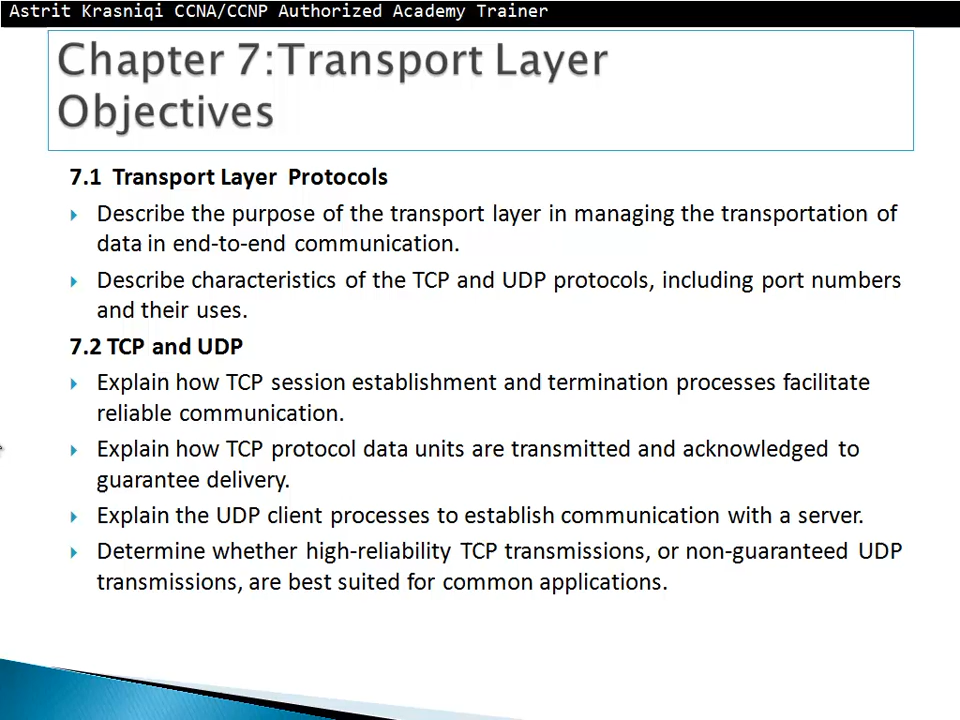 Astrit Krasniqi CCNA/CCNP Authorized Academy Trainer
Chapter 7:Transport Layer
Objectives
7.1 Transport Layer Protocols
Describe the purpose of the transport layer in managing the transportation of
data in end-to-end communication.
Describe characteristics of the TCP and UDP protocols, including port numbers
and their uses.
7.2 TCP and UDP
Explain how TCP session establishment and termination processes facilitate
reliable communication.
Explain how TCP protocol data units are transmitted and acknowledged to
guarantee delivery.
Explain the UDP client processes to establish communication with a server.
Determine whether high-reliability TCP transmissions, or non-guaranteed UDP
transmissions, are best suited for common applications.